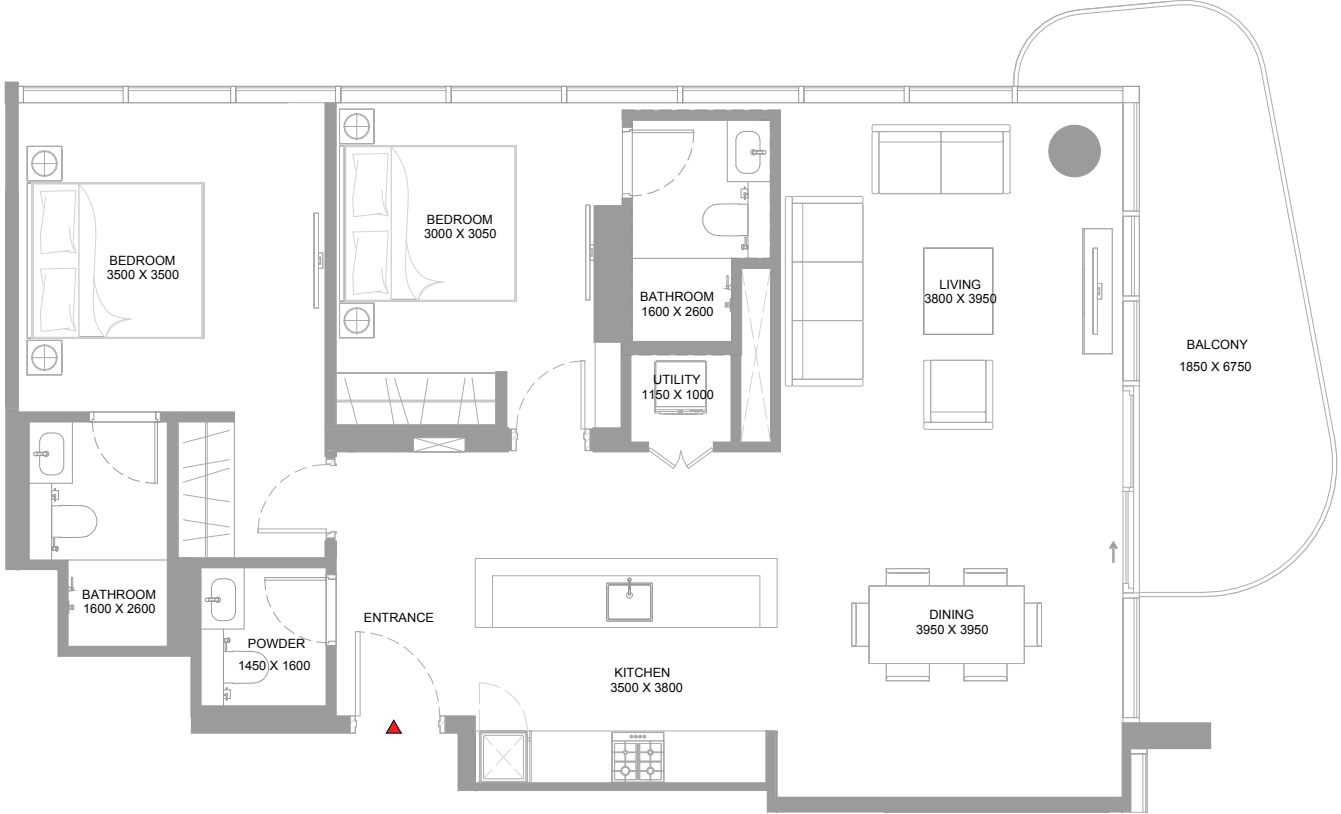 BEDROOM
3500 X 3500
BEDROOM
3000 X 3050
BATHROOM
1600 X 2600
UTILITY
1150 X 1000
LIVING
3800 X 3950
BALCONY
1850 X 6750
BATHROOM
1600 X 2600
POWDER
1450 X 1600
ENTRANCE
KITCHEN
3500 X 3800
DINING
3950 X 3950